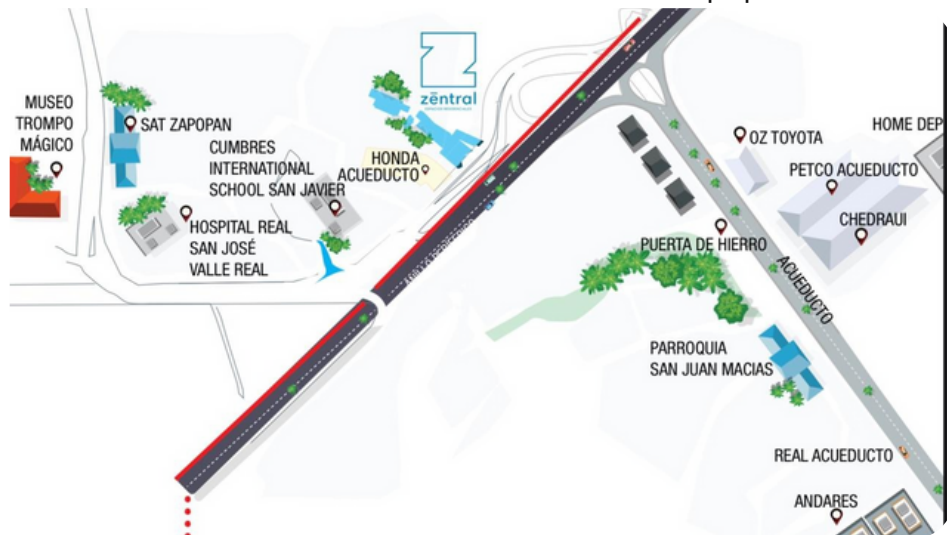 zentral
MUSEO
TROMPO
MÁGICO
SAT ZAPOPAN
CUMBRES
INTERNATIONAL
SCHOOL SAN JAVIER
HONDA
ACUEDUCTO
HOSPITAL REAL
SAN JOSÉ
VALLE REAL
OZ TOYOTA
HOME DEP
PETCO ACUEDUCTO
CHEDRAUI
PUERTA DE HIERRO
ACUEDUCTO
PARROQUIA
SAN JUAN MACIAS
REAL ACUEDUCTO
ANDARES